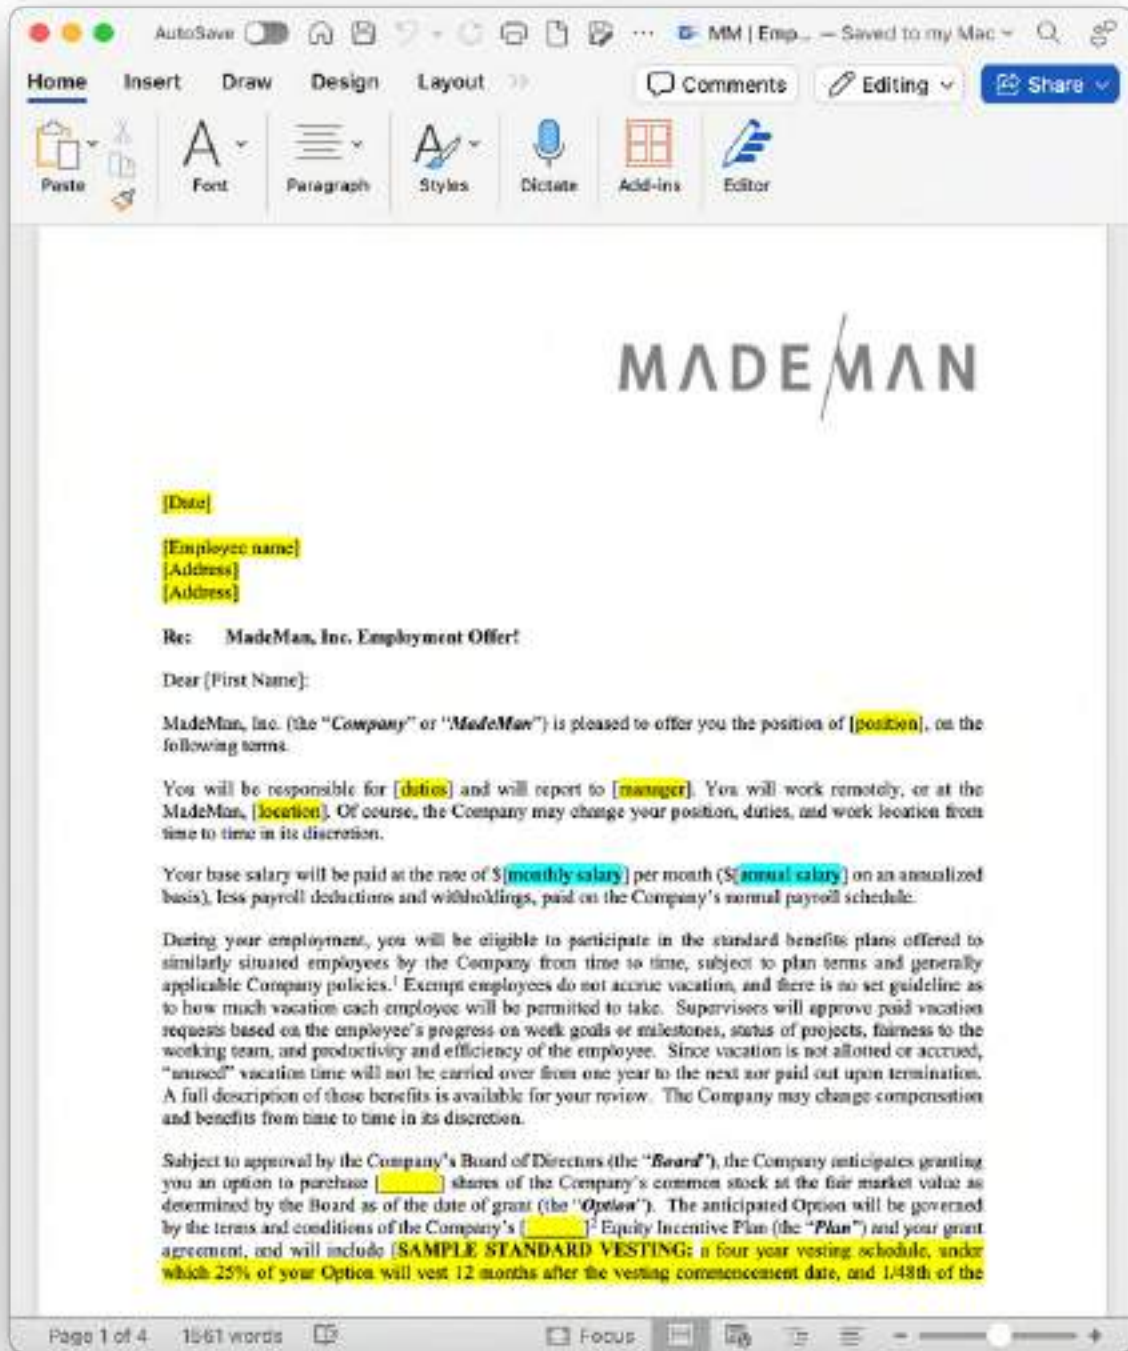 AutoSave MM | Emp... — Saved to my Mac
Home Insert Draw Design Layout Comments Editing Share
Paste Font Paragraph Styles Dictate Add-ins Editor
MADEMAN
[Date]
[Employee name]
[Address]
[Address]
Re: MadeMan, Inc. Employment Offer!
Dear [First Name]:
MadeMan, Inc. (the “Company” or “MadeMan”) is pleased to offer you the position of [position], on the
following terms.
You will be responsible for [duties] and will report to [manager]. You will work remotely, or at the
MadeMan, [location]. Of course, the Company may change your position, duties, and work location from
time to time in its discretion.
Your base salary will be paid at the rate of $[monthly salary] per month ($[annual salary] on an annualized
basis), less payroll deductions and withholdings, paid on the Company’s normal payroll schedule.
During your employment, you will be eligible to participate in the standard benefits plans offered to
similarly situated employees by the Company from time to time, subject to plan terms and generally
applicable Company policies.1 Exempt employees do not accrue vacation, and there is no set guideline as
to how much vacation each employee will be permitted to take. Supervisors will approve paid vacation
requests based on the employee’s progress on work goals or milestones, status of projects, fairness to the
working team, and productivity and efficiency of the employee. Since vacation is not allotted or accrued,
“unused” vacation time will not be carried over from one year to the next nor paid out upon termination.
A full description of these benefits is available for your review. The Company may change compensation
and benefits from time to time in its discretion.
Subject to approval by the Company’s Board of Directors (the “Board”), the Company anticipates granting
you an option to purchase [______] shares of the Company’s common stock at the fair market value as
determined by the Board as of the date of grant (the “Option”). The anticipated Option will be governed
by the terms and conditions of the Company’s [______]2 Equity Incentive Plan (the “Plan”) and your grant
agreement, and will include [SAMPLE STANDARD VESTING: a four year vesting schedule, under
which 25% of your Option will vest 12 months after the vesting commencement date, and 1/48th of the
Page 1 of 4 1561 words Focus